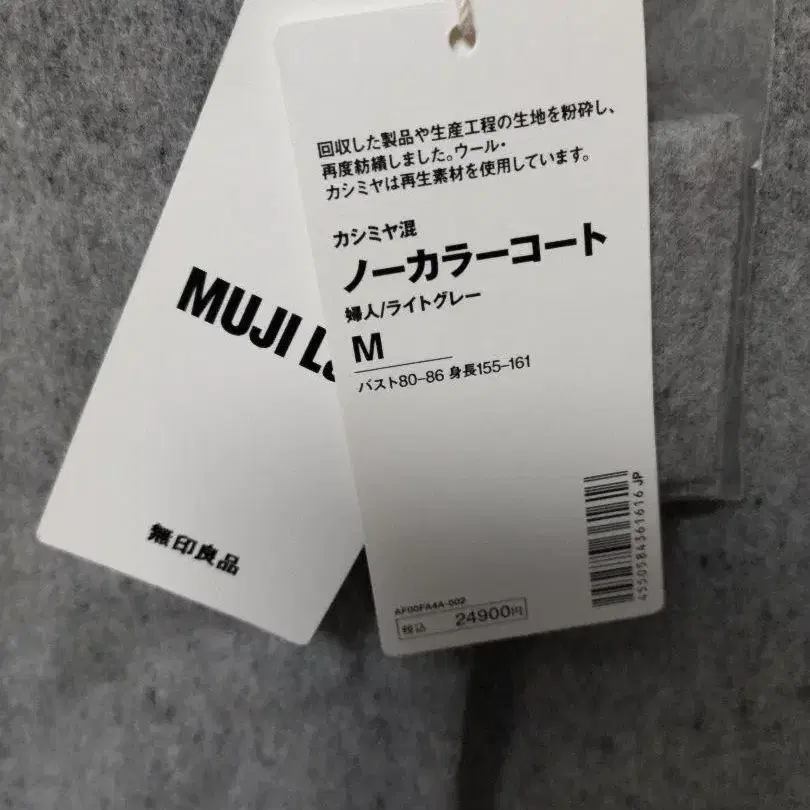 MUJI
無印良品
回収した製品や生産工程の生地を粉砕し、
再度紡績しました。ウール・
カシミヤは再生素材を使用しています。
カシミヤ混
ノーカラーコート
婦人/ライトグレー
M
バスト80-86 身長155-161
4550584361616 JP
AF00FA4A-002
税込 24900円